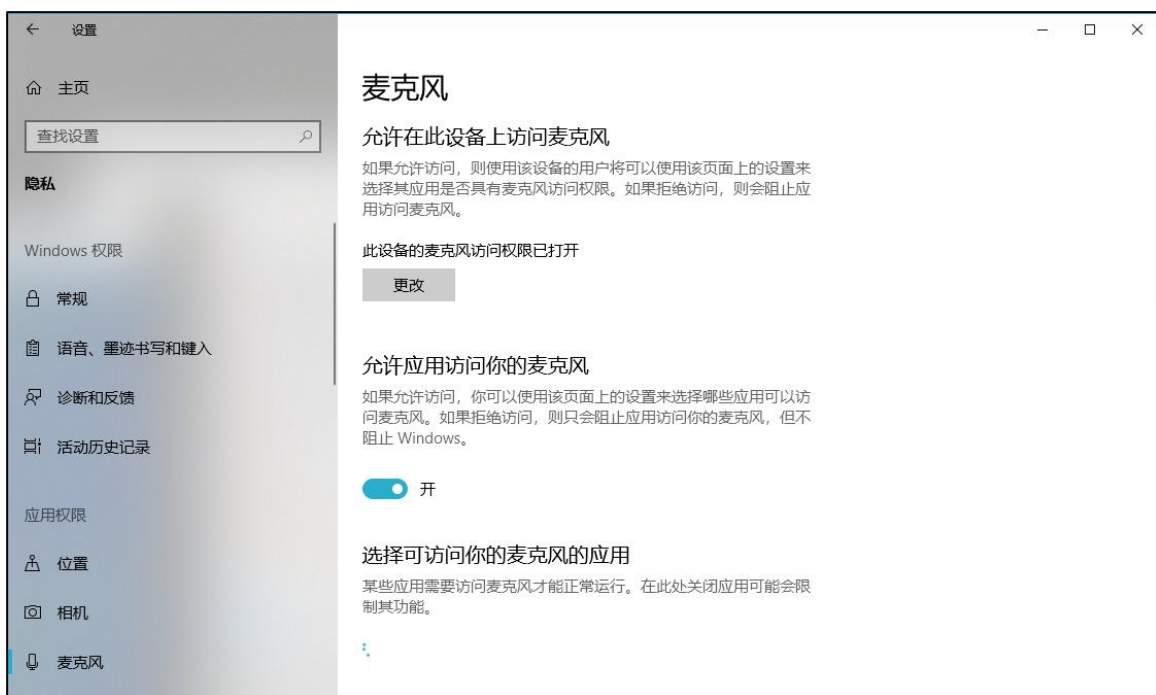 设置
主页
查找设置
隐私
Windows 权限
常规
语音、墨迹书写和键入
诊断和反馈
活动历史记录
应用权限
位置
相机
麦克风
麦克风
允许在此设备上访问麦克风
如果允许访问，则使用该设备的用户将可以使用该页面上的设置来
选择其应用是否具有麦克风访问权限。如果拒绝访问，则会阻止应
用访问麦克风。
此设备的麦克风访问权限已打开
更改
允许应用访问你的麦克风
如果允许访问，你可以使用该页面上的设置来选择哪些应用可以访
问麦克风。如果拒绝访问，则只会阻止应用访问你的麦克风，但不
阻止 Windows。
开
选择可访问你的麦克风的应用
某些应用需要访问麦克风才能正常运行。在此处关闭应用可能会限
制其功能。